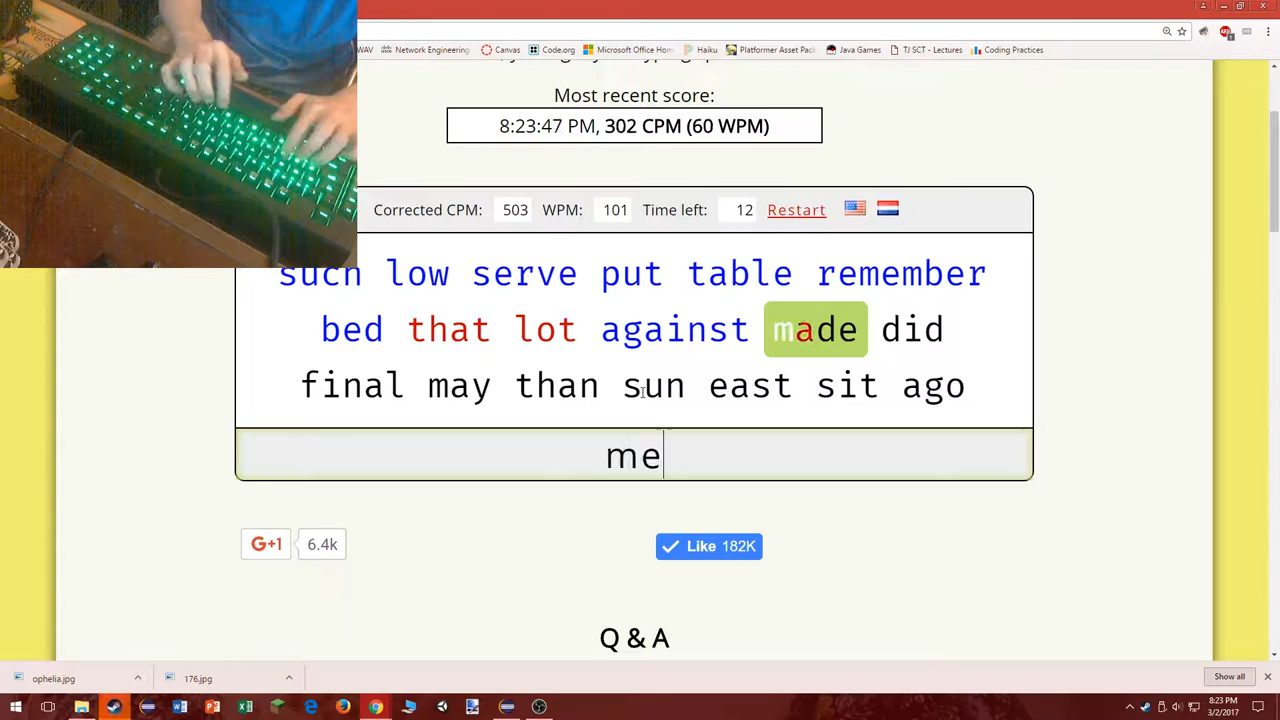 WAV Network Engineering Canvas Code.org Microsoft Office Hom Haiku Platformer Asset Pac Java Games TJ SCT - Lectures Coding Practices
Most recent score:
8:23:47 PM, 302 CPM (60 WPM)
Corrected CPM: 503 WPM: 101 Time left: 12 Restart
such low serve put table remember
bed that lot against made did
final may than sun east sit ago
me
G+1 6.4k Like 182K
Q & A
ophelia.jpg 176.jpg Show all
8:23 PM
3/2/2017